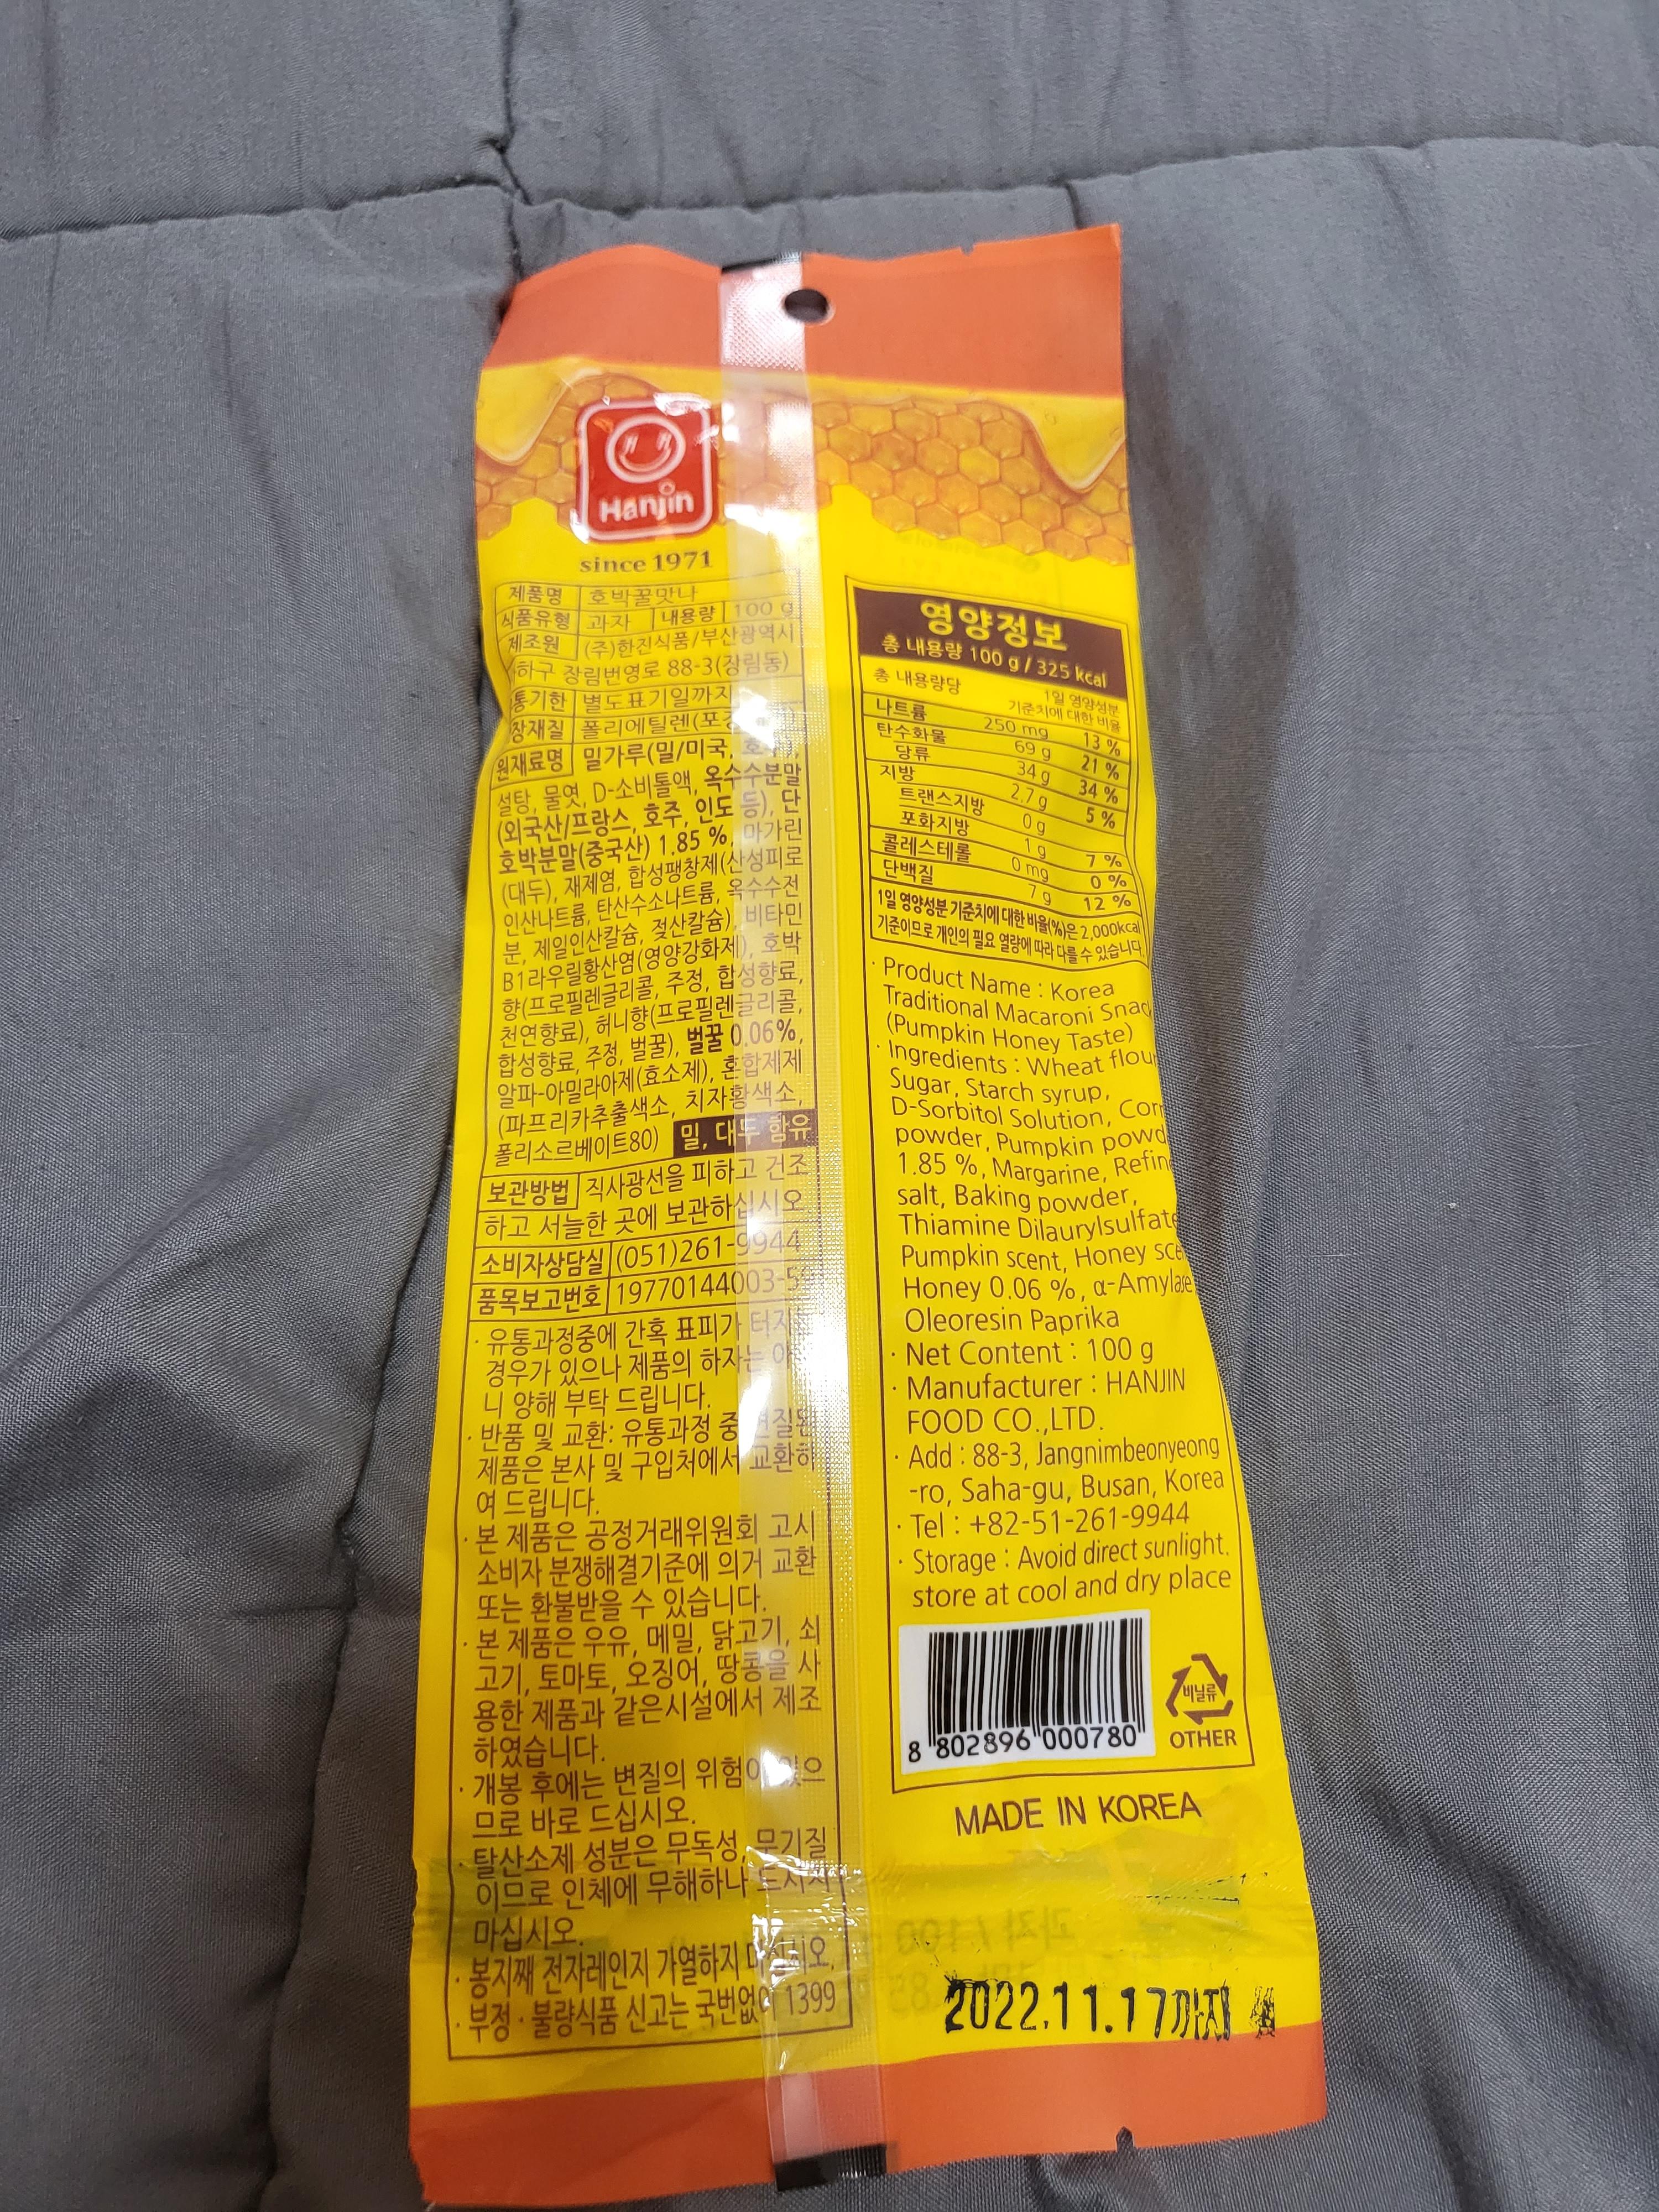 Hanjin
since 1971
제품명 호박꿀맛나
식품유형 과자 내용량 100 g
제조원 (주)한진식품/부산광역시
하구 장림번영로 88-3(장림동)
통기한 별도표기일까지
장재질 폴리에틸렌
원재료명 밀가루(밀/미국,
설탕, 물엿, D-소비톨액, 옥수수분말
(외국산/프랑스, 호주, 인도 등), 단
호박분말(중국산) 1.85 %, 마가린
(대두), 재제염, 합성팽창제(산성피로
인산나트륨, 탄산수소나트륨, 옥수수전
분, 제일인산칼슘, 젖산칼슘), 비타민
B1라우릴황산염(영양강화제), 호박
향(프로필렌글리콜, 주정, 합성향료,
천연향료), 허니향(프로필렌글리콜,
합성향료, 주정, 벌꿀), 벌꿀 0.06%,
알파-아밀라아제(효소제), 혼합제제
(파프리카추출색소, 치자황색소,
폴리소르베이트80) 밀, 대두 함유
보관방법 직사광선을 피하고 건조
하고 서늘한 곳에 보관하십시오
소비자상담실 (051)261-9944
품목보고번호 19770144003-5
· 유통과정중에 간혹 표피가 터지
경우가 있으나 제품의 하자는 아
니 양해 부탁 드립니다.
· 반품 및 교환: 유통과정 중 변질된
제품은 본사 및 구입처에서 교환하
여 드립니다.
· 본 제품은 공정거래위원회 고시
소비자 분쟁해결기준에 의거 교환
또는 환불받을 수 있습니다.
· 본 제품은 우유, 메밀, 닭고기, 쇠
고기, 토마토, 오징어, 땅콩을 사
용한 제품과 같은시설에서 제조
하였습니다.
· 개봉 후에는 변질의 위험이 있으
므로 바로 드십시오.
· 탈산소제 성분은 무독성, 무기질
이므로 인체에 무해하나 드시지
마십시오.
· 봉지째 전자레인지 가열하지 마십시오.
· 부정·불량식품 신고는 국번없이 1399
영양정보
총 내용량 100 g / 325 kcal
총 내용량당 1일 영양성분
기준치에 대한 비율
나트륨 250 mg 13 %
탄수화물 69 g 21 %
당류 34 g 34 %
지방 2.7 g 5 %
트랜스지방 0 g
포화지방 1 g 7 %
콜레스테롤 0 mg 0 %
단백질 7 g 12 %
1일 영양성분 기준치에 대한 비율(%)은 2,000kcal
기준이므로 개인의 필요 열량에 따라 다를 수 있습니다.
· Product Name : Korea
Traditional Macaroni Snac
(Pumpkin Honey Taste)
· Ingredients : Wheat flour
Sugar, Starch syrup,
D-Sorbitol Solution, Corn
powder, Pumpkin powd
1.85 %, Margarine, Refin
salt, Baking powder,
Thiamine Dilaurylsulfate
Pumpkin scent, Honey sce
Honey 0.06 %, α-Amylase
Oleoresin Paprika
· Net Content : 100 g
· Manufacturer : HANJIN
FOOD CO.,LTD.
· Add : 88-3, Jangnimbeonyeong
-ro, Saha-gu, Busan, Korea
· Tel : +82-51-261-9944
· Storage : Avoid direct sunlight.
store at cool and dry place
8 802896 000780
비닐류
OTHER
MADE IN KOREA
2022.11.17까지